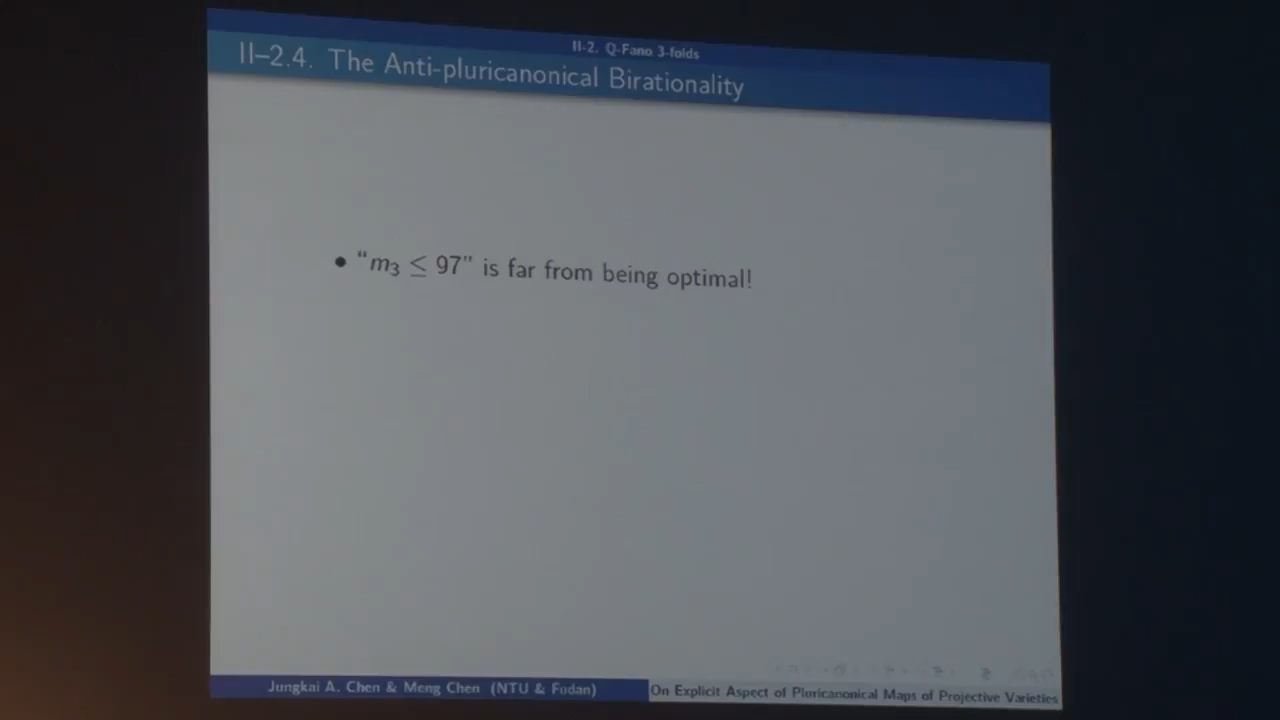 II-2. Q-Fano 3-folds
II–2.4. The Anti-pluricanonical Birationality
• “m₃ ≤ 97” is far from being optimal!
Jungkai A. Chen & Meng Chen (NTU & Fudan)
On Explicit Aspect of Pluricanonical Maps of Projective Varieties